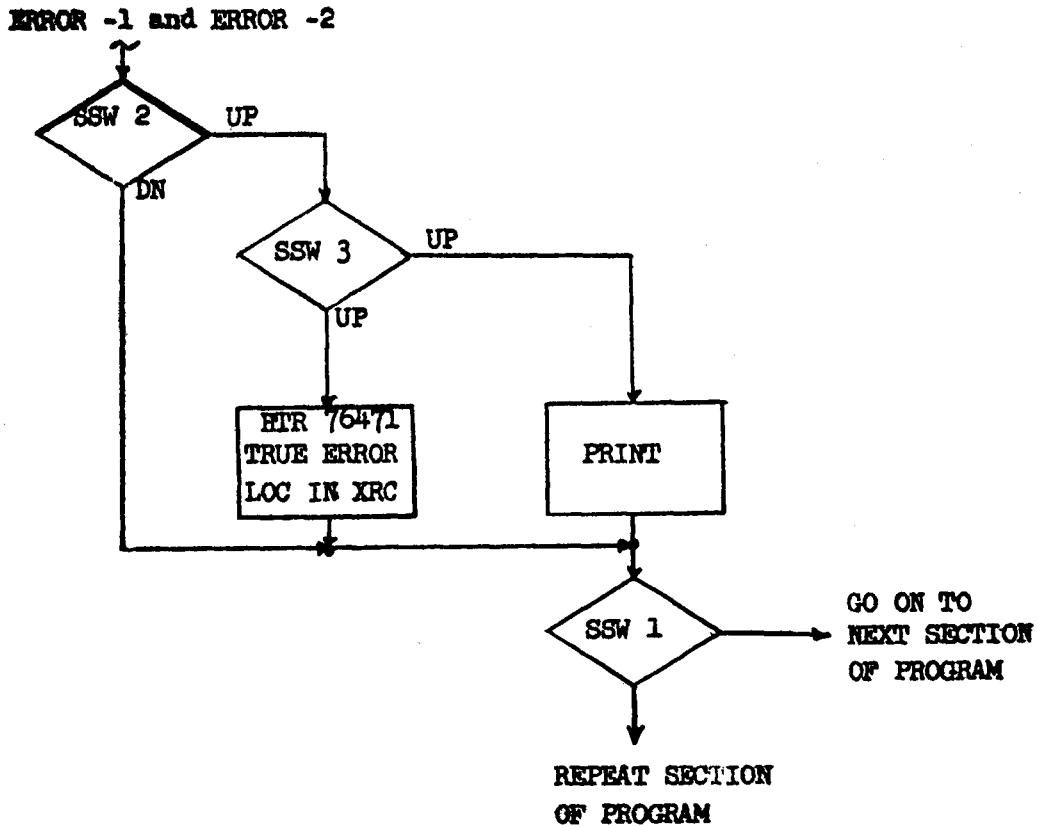 ERROR -1 and ERROR -2
SSW 2
UP
DN
SSW 3
UP
UP
HTR 76471
TRUE ERROR
LOC IN XRC
PRINT
SSW 1
GO ON TO
NEXT SECTION
OF PROGRAM
REPEAT SECTION
OF PROGRAM